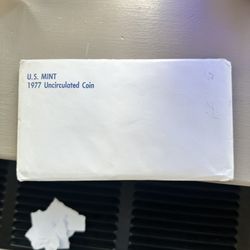 U.S. MINT
1977 Uncirculated Coin